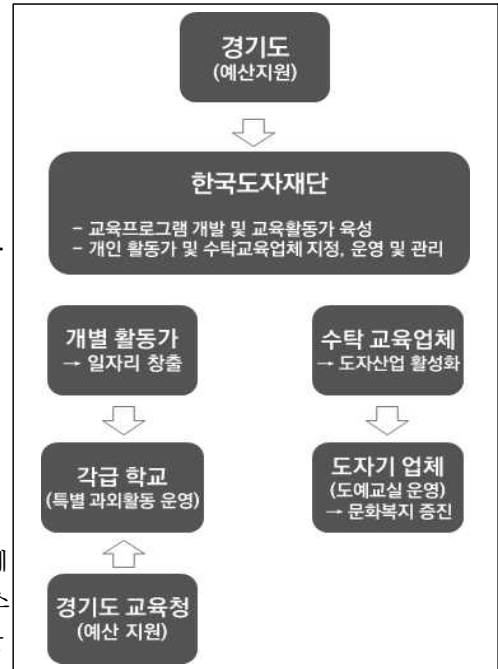 경기도
(예산지원)
한국도자재단
- 교육프로그램 개발 및 교육활동가 육성
- 개인 활동가 및 수탁교육업체 지정, 운영 및 관리
개별 활동가
→ 일자리 창출
수탁 교육업체
→ 도자산업 활성화
각급 학교
(특별 과외활동 운영)
도자기 업체
(도예교실 운영)
→ 문화복지 증진
경기도 교육청
(예산 지원)